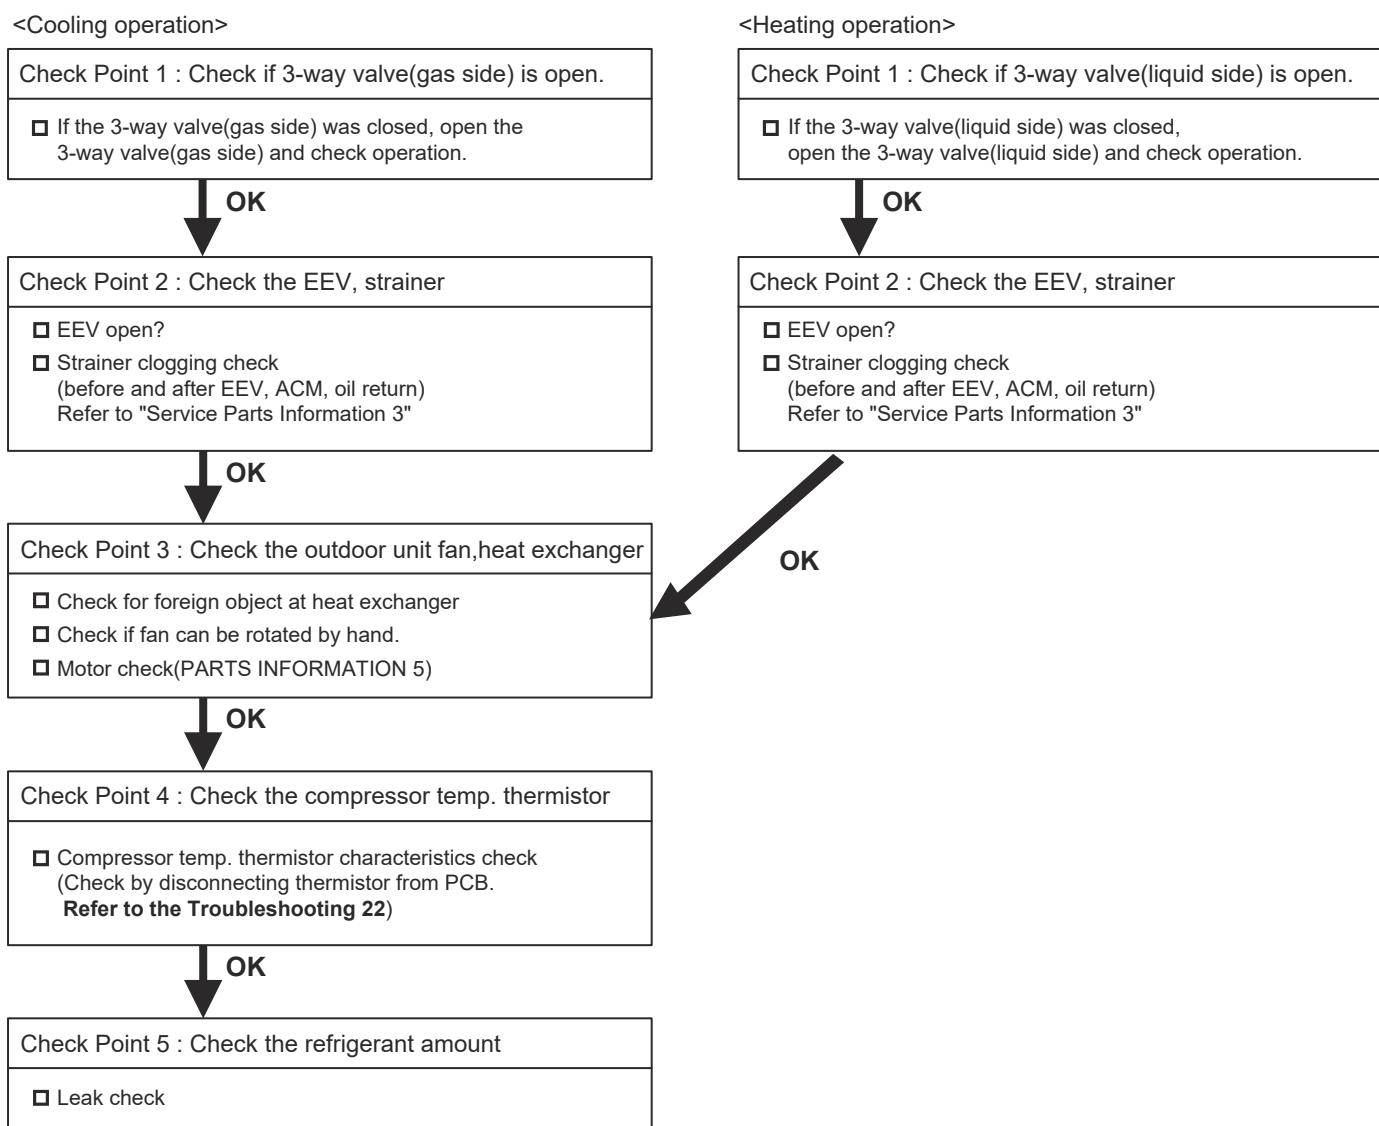 <Cooling operation>
Check Point 1 : Check if 3-way valve(gas side) is open.
If the 3-way valve(gas side) was closed, open the
3-way valve(gas side) and check operation.
OK
Check Point 2 : Check the EEV, strainer
EEV open?
Strainer clogging check
(before and after EEV, ACM, oil return)
Refer to "Service Parts Information 3"
OK
<Heating operation>
Check Point 1 : Check if 3-way valve(liquid side) is open.
If the 3-way valve(liquid side) was closed,
open the 3-way valve(liquid side) and check operation.
OK
Check Point 2 : Check the EEV, strainer
EEV open?
Strainer clogging check
(before and after EEV, ACM, oil return)
Refer to "Service Parts Information 3"
OK
Check Point 3 : Check the outdoor unit fan,heat exchanger
Check for foreign object at heat exchanger
Check if fan can be rotated by hand.
Motor check(PARTS INFORMATION 5)
OK
Check Point 4 : Check the compressor temp. thermistor
Compressor temp. thermistor characteristics check
(Check by disconnecting thermistor from PCB.
Refer to the Troubleshooting 22)
OK
Check Point 5 : Check the refrigerant amount
Leak check